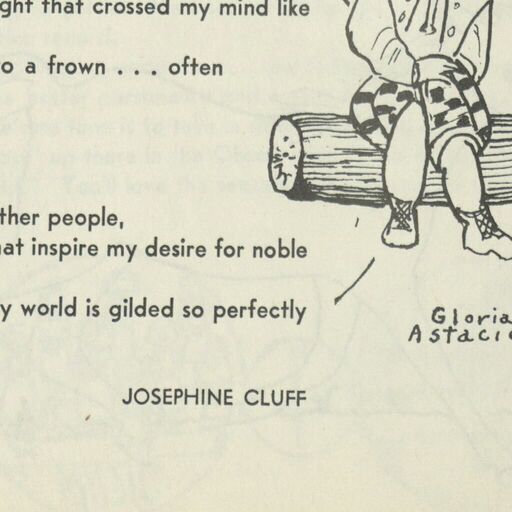 ght that crossed my mind like
o a frown . . . often
ther people,
hat inspire my desire for noble
y world is gilded so perfectly
JOSEPHINE CLUFF
Gloria
Astaci